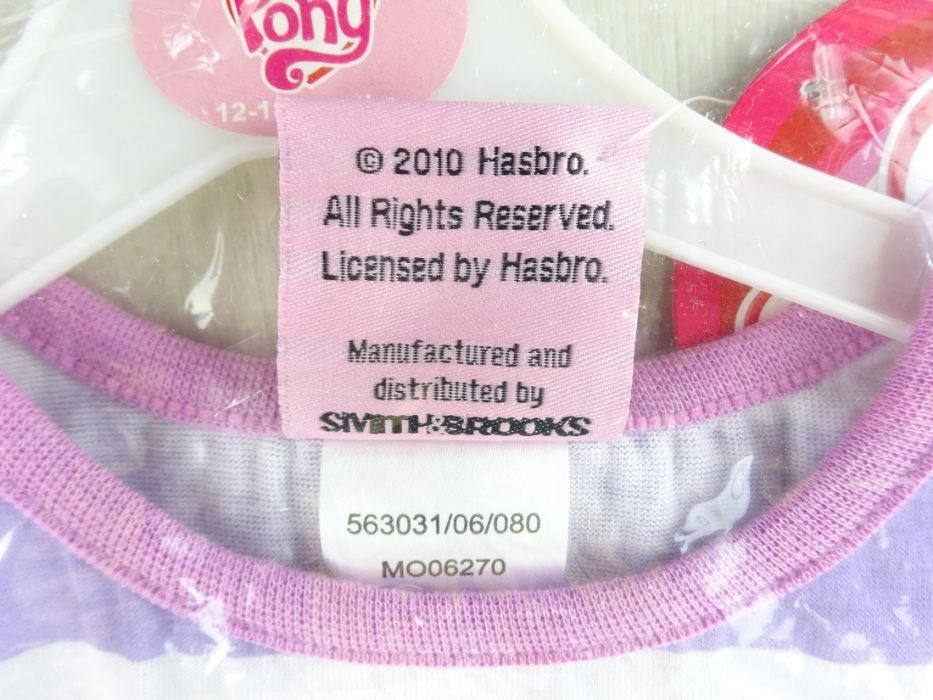 Pony
12-1
© 2010 Hasbro.
All Rights Reserved.
Licensed by Hasbro.
Manufactured and
distributed by
SMITH&BROOKS
563031/06/080
MO06270